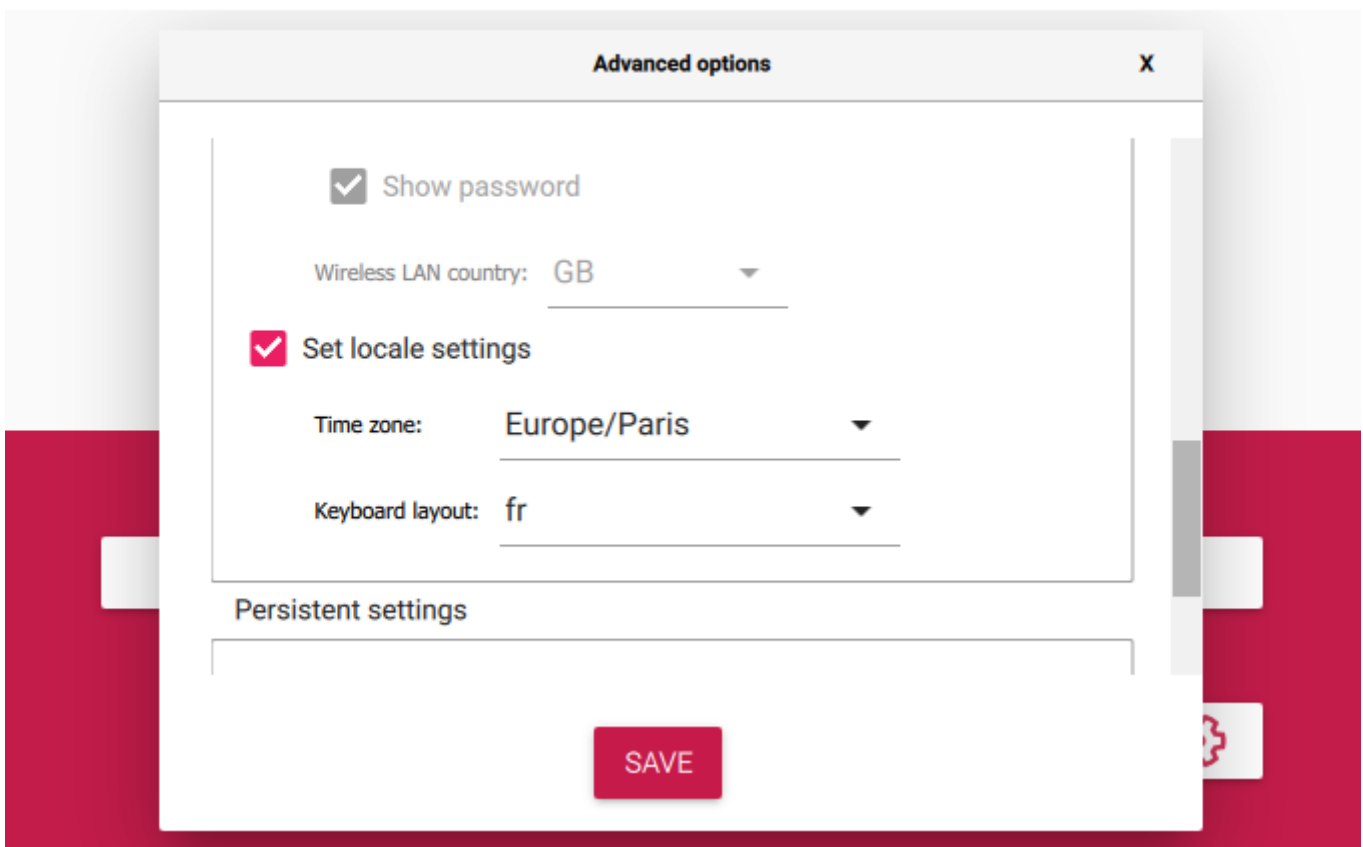 Advanced options X
Show password
Wireless LAN country: GB
Set locale settings
Time zone: Europe/Paris
Keyboard layout: fr
Persistent settings
SAVE